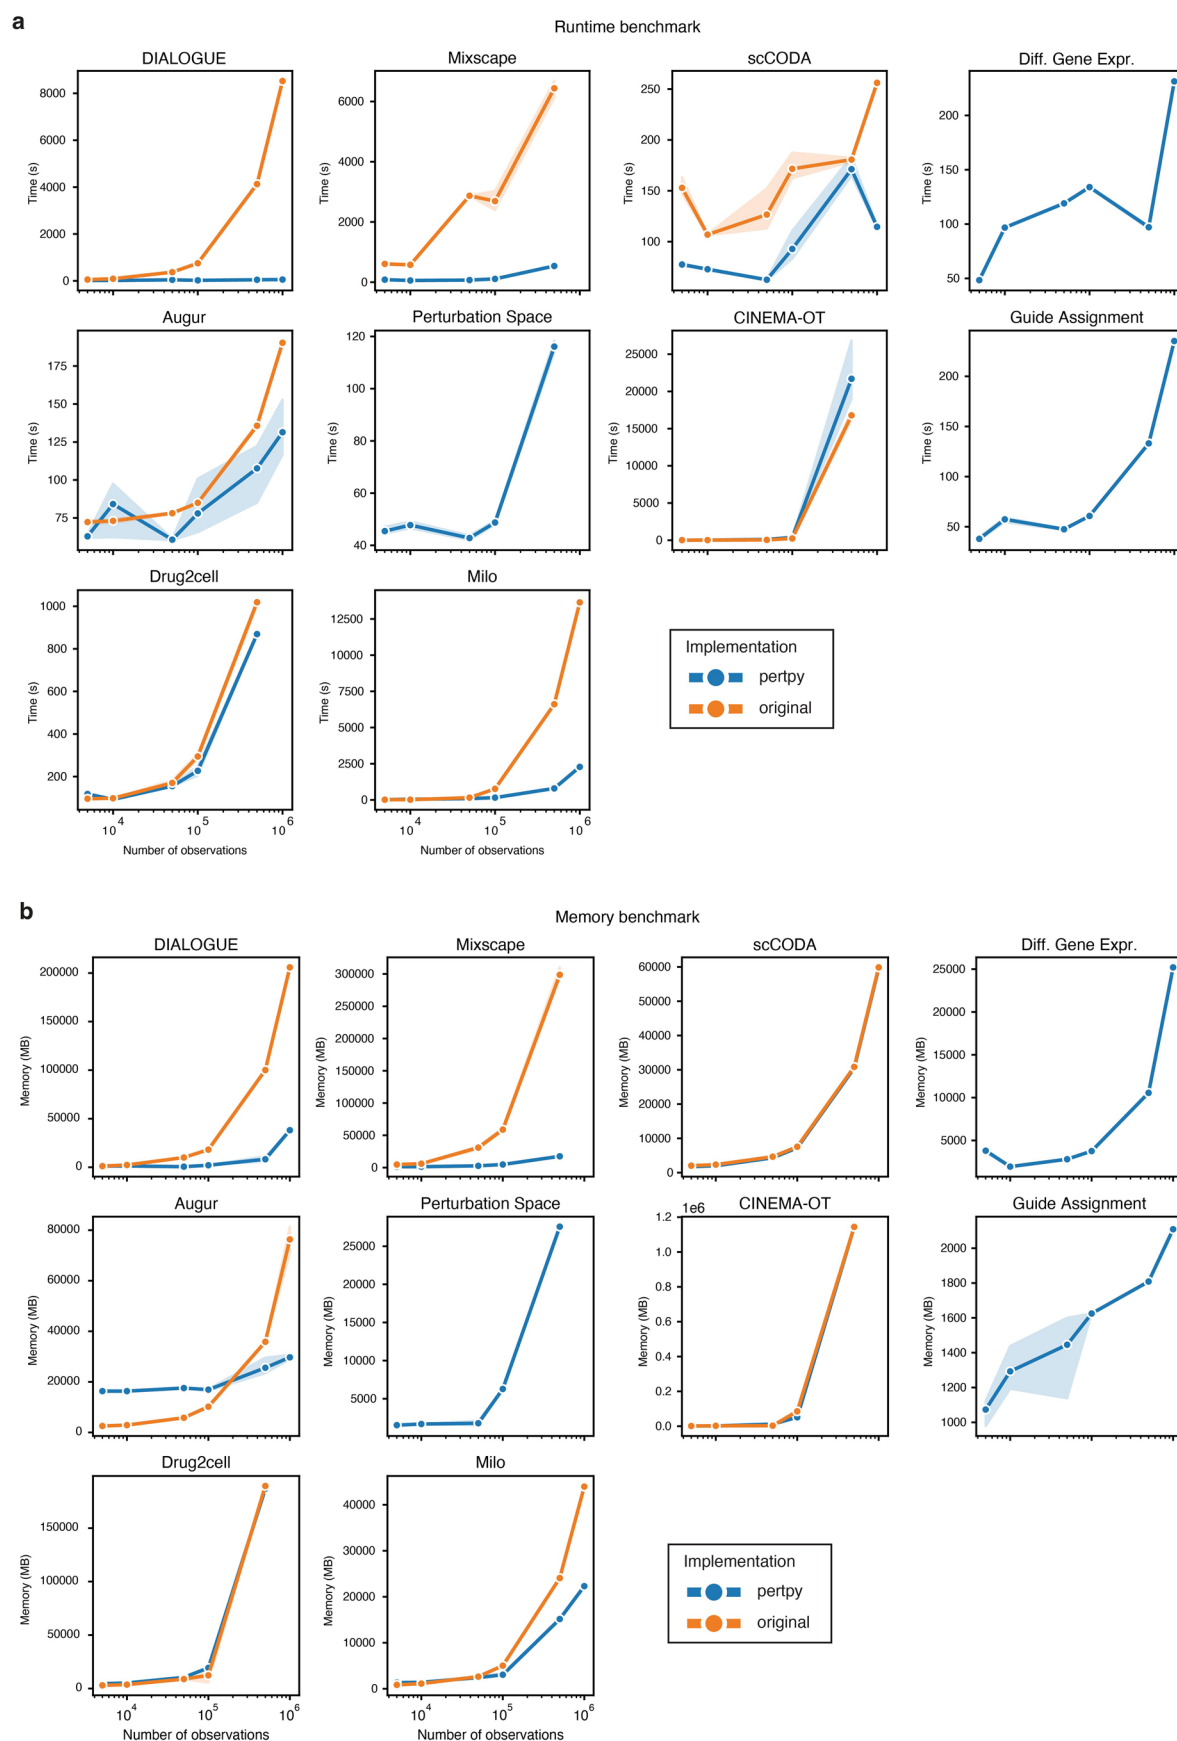 a
Runtime benchmark
DIALOGUE
Time (s)
8000
6000
4000
2000
0
Mixscape
Time (s)
6000
4000
2000
0
scCODA
Time (s)
250
200
150
100
Diff. Gene Expr.
Time (s)
200
150
100
50
Augur
Time (s)
175
150
125
100
75
Perturbation Space
Time (s)
120
100
80
60
40
CINEMA-OT
Time (s)
25000
20000
15000
10000
5000
0
Guide Assignment
Time (s)
200
150
100
50
Drug2cell
Time (s)
1000
800
600
400
200
10^4 10^5 10^6
Number of observations
Milo
Time (s)
12500
10000
7500
5000
2500
0
10^4 10^5 10^6
Number of observations
Implementation
pertpy
original
b
Memory benchmark
DIALOGUE
Memory (MB)
200000
150000
100000
50000
0
Mixscape
Memory (MB)
300000
250000
200000
150000
100000
50000
0
scCODA
Memory (MB)
60000
50000
40000
30000
20000
10000
0
Diff. Gene Expr.
Memory (MB)
25000
20000
15000
10000
5000
Augur
Memory (MB)
80000
60000
40000
20000
0
Perturbation Space
Memory (MB)
25000
20000
15000
10000
5000
CINEMA-OT
1e6
Memory (MB)
1.2
1.0
0.8
0.6
0.4
0.2
0.0
Guide Assignment
Memory (MB)
2000
1800
1600
1400
1200
1000
Drug2cell
Memory (MB)
150000
100000
50000
0
10^4 10^5 10^6
Number of observations
Milo
Memory (MB)
40000
30000
20000
10000
0
10^4 10^5 10^6
Number of observations
Implementation
pertpy
original